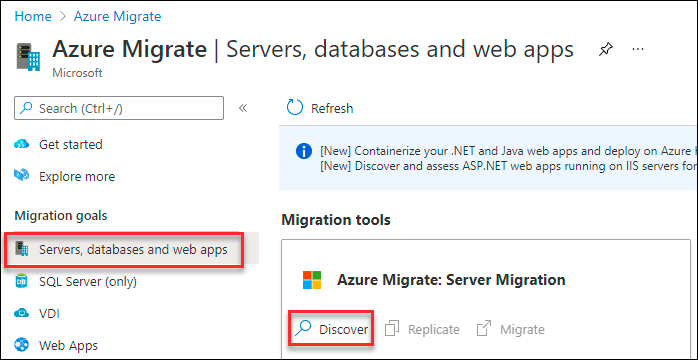 Home > Azure Migrate >
Azure Migrate | Servers, databases and web apps
Microsoft
Search (Ctrl+/)
Get started
Explore more
Migration goals
Servers, databases and web apps
SQL Server (only)
VDI
Web Apps
Refresh
[New] Containerize your .NET and Java web apps and deploy on Azure
[New] Discover and assess ASP.NET web apps running on IIS servers for
Migration tools
Azure Migrate: Server Migration
Discover
Replicate
Migrate